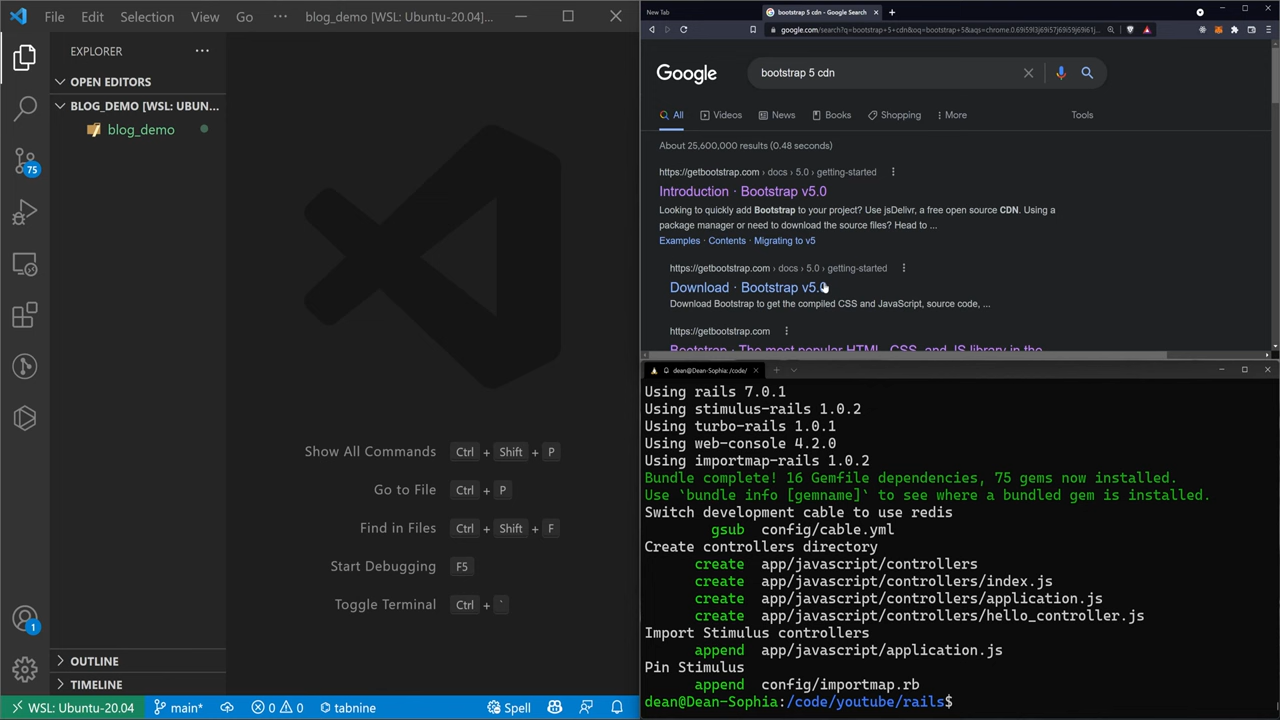 File Edit Selection View Go ··· blog_demo [WSL: Ubuntu-20.04]...
EXPLORER ···
OPEN EDITORS
BLOG_DEMO [WSL: UBUN...
blog_demo
75
Show All Commands Ctrl + Shift + P
Go to File Ctrl + P
Find in Files Ctrl + Shift + F
Start Debugging F5
Toggle Terminal Ctrl + `
1
OUTLINE
TIMELINE
WSL: Ubuntu-20.04 main* 0 0 tabnine Spell
New Tab bootstrap 5 cdn - Google Search
google.com/search?q=bootstrap+5+cdn&oq=bootstrap+5&aqs=chrome.0.69i59l3j69i57j69i59j69i61j...
Google bootstrap 5 cdn
All Videos News Books Shopping More Tools
About 25,600,000 results (0.48 seconds)
https://getbootstrap.com › docs › 5.0 › getting-started
Introduction · Bootstrap v5.0
Looking to quickly add Bootstrap to your project? Use jsDelivr, a free open source CDN. Using a
package manager or need to download the source files? Head to ...
Examples · Contents · Migrating to v5
https://getbootstrap.com › docs › 5.0 › getting-started
Download · Bootstrap v5.0
Download Bootstrap to get the compiled CSS and JavaScript, source code, ...
https://getbootstrap.com
Bootstrap · The most popular HTML, CSS, and JS library in the
dean@Dean-Sophia: /code/
Using rails 7.0.1
Using stimulus-rails 1.0.2
Using turbo-rails 1.0.1
Using web-console 4.2.0
Using importmap-rails 1.0.2
Bundle complete! 16 Gemfile dependencies, 75 gems now installed.
Use `bundle info [gemname]` to see where a bundled gem is installed.
Switch development cable to use redis
gsub config/cable.yml
Create controllers directory
create app/javascript/controllers
create app/javascript/controllers/index.js
create app/javascript/controllers/application.js
create app/javascript/controllers/hello_controller.js
Import Stimulus controllers
append app/javascript/application.js
Pin Stimulus
append config/importmap.rb
dean@Dean-Sophia:/code/youtube/rails$